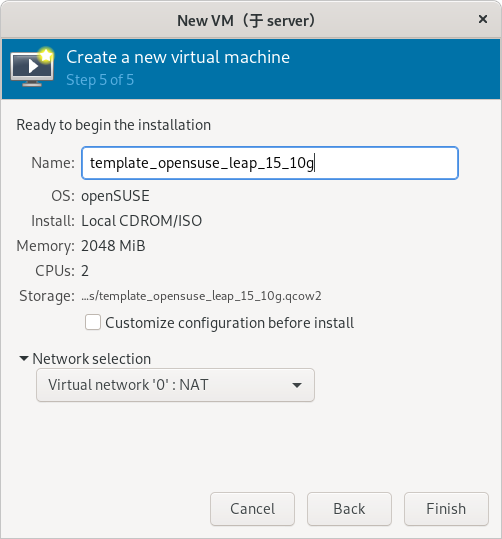 New VM（于 server）
Create a new virtual machine
Step 5 of 5
Ready to begin the installation
Name: template_opensuse_leap_15_10g
OS: openSUSE
Install: Local CDROM/ISO
Memory: 2048 MiB
CPUs: 2
Storage: …s/template_opensuse_leap_15_10g.qcow2
Customize configuration before install
Network selection
Virtual network '0' : NAT
Cancel Back Finish